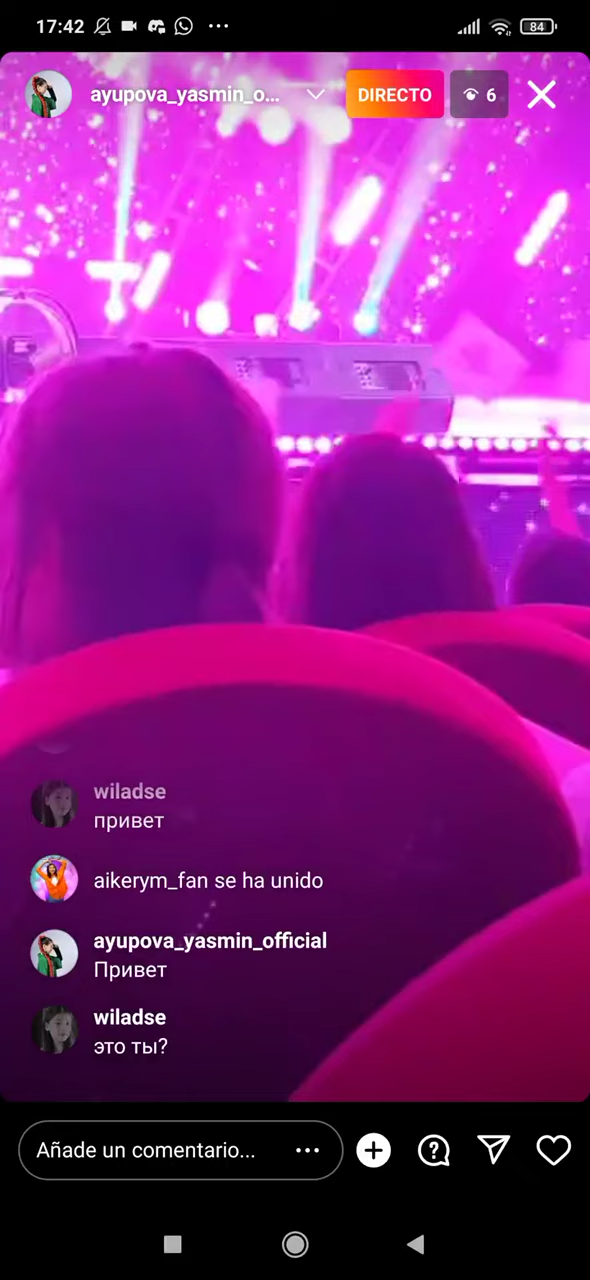 17:42
84
ayupova_yasmin_o...
DIRECTO
6
wiladse
привет
aikerym_fan se ha unido
ayupova_yasmin_official
Привет
wiladse
это ты?
Añade un comentario...